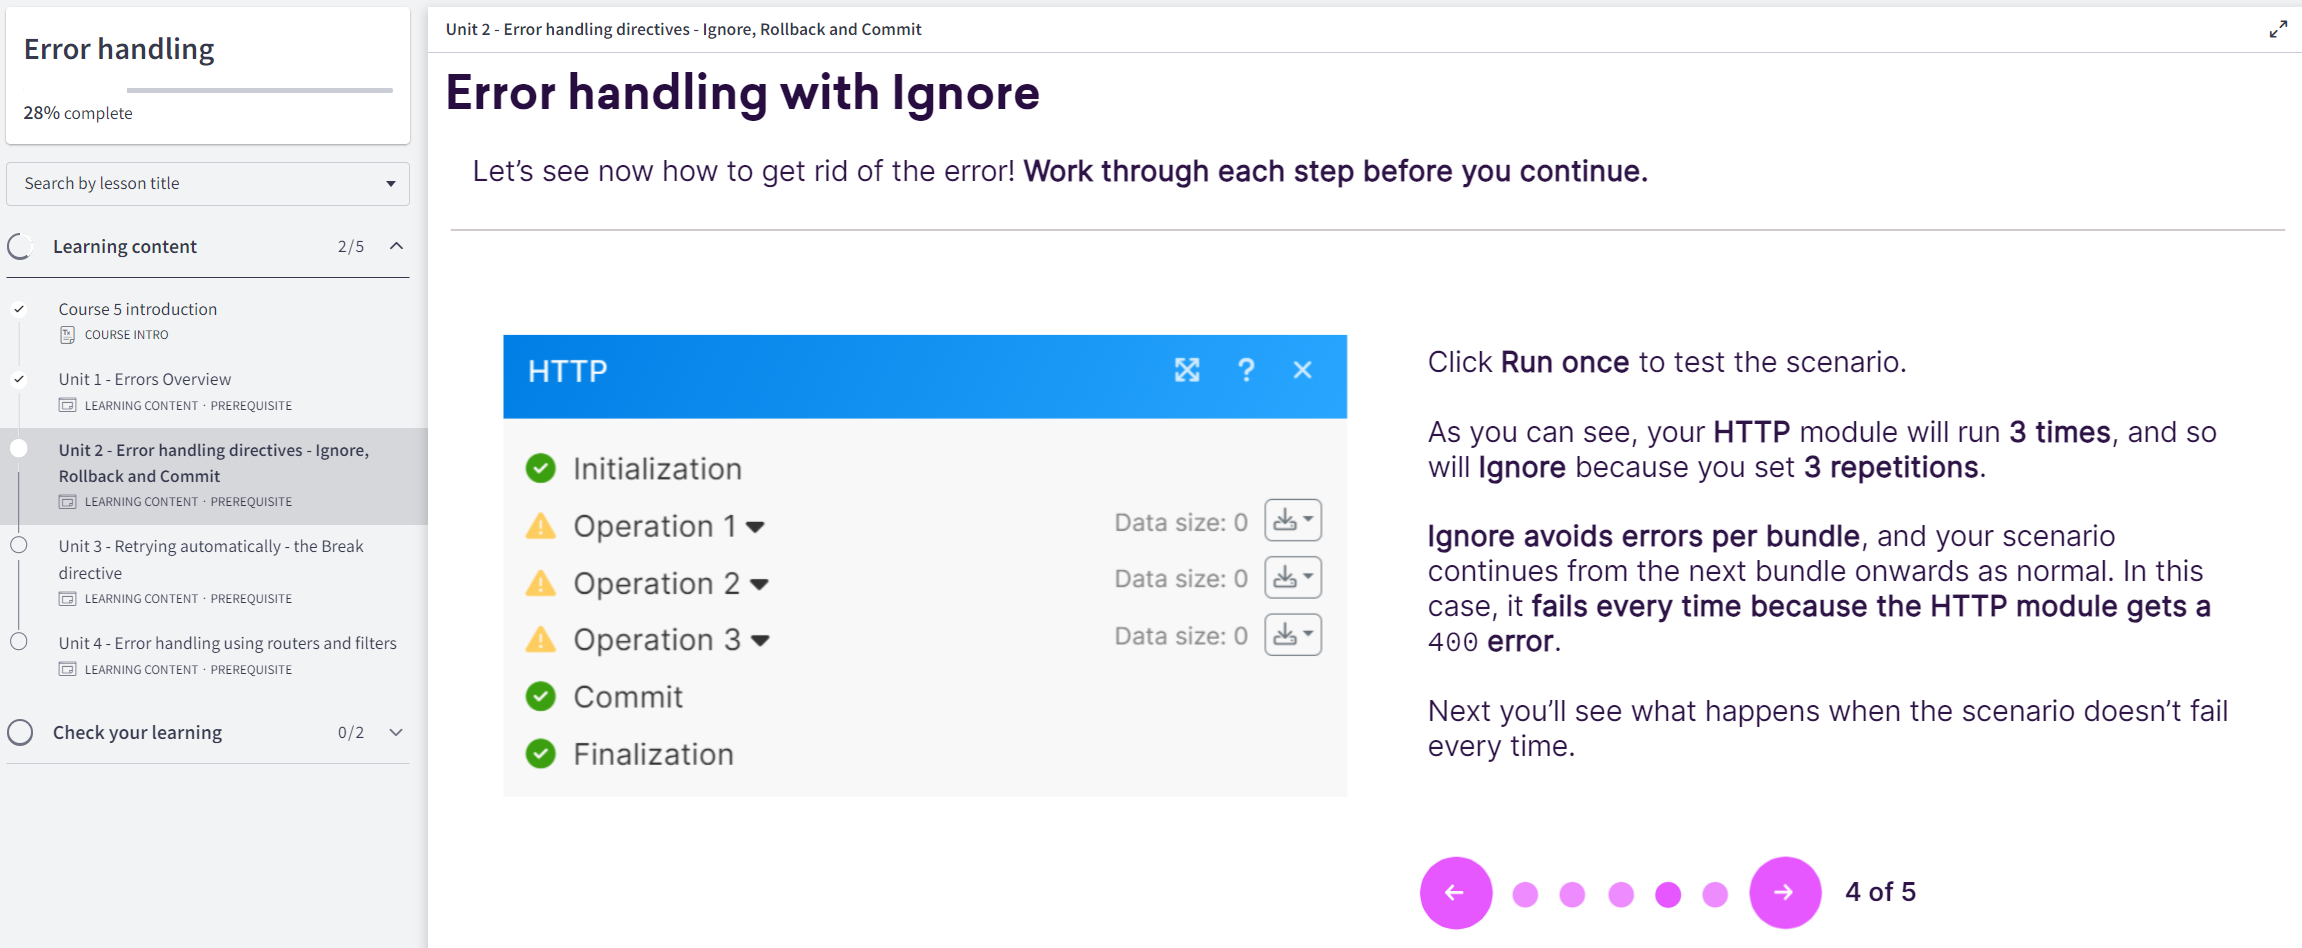 Error handling
28% complete
Search by lesson title
Learning content 2/5
Course 5 introduction
COURSE INTRO
Unit 1 - Errors Overview
LEARNING CONTENT · PREREQUISITE
Unit 2 - Error handling directives - Ignore,
Rollback and Commit
LEARNING CONTENT · PREREQUISITE
Unit 3 - Retrying automatically - the Break
directive
LEARNING CONTENT · PREREQUISITE
Unit 4 - Error handling using routers and filters
LEARNING CONTENT · PREREQUISITE
Check your learning 0/2
Unit 2 - Error handling directives - Ignore, Rollback and Commit
Error handling with Ignore
Let’s see now how to get rid of the error! Work through each step before you continue.
HTTP
Initialization
Operation 1 Data size: 0
Operation 2 Data size: 0
Operation 3 Data size: 0
Commit
Finalization
Click Run once to test the scenario.
As you can see, your HTTP module will run 3 times, and so
will Ignore because you set 3 repetitions.
Ignore avoids errors per bundle, and your scenario
continues from the next bundle onwards as normal. In this
case, it fails every time because the HTTP module gets a
400 error.
Next you’ll see what happens when the scenario doesn’t fail
every time.
4 of 5